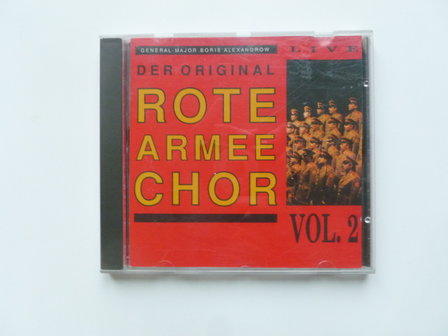 GENERAL-MAJOR BORIS ALEXANDROW
LIVE
DER ORIGINAL
ROTE
ARMEE
CHOR
VOL. 2